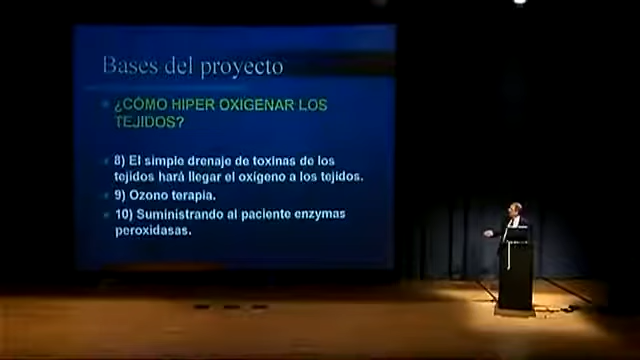 Bases del proyecto
¿CÓMO HIPER OXIGENAR LOS
TEJIDOS?
8) El simple drenaje de toxinas de los
tejidos hará llegar el oxigeno a los tejidos.
9) Ozono terapia.
10) Suministrando al paciente enzymas
peroxidasas.